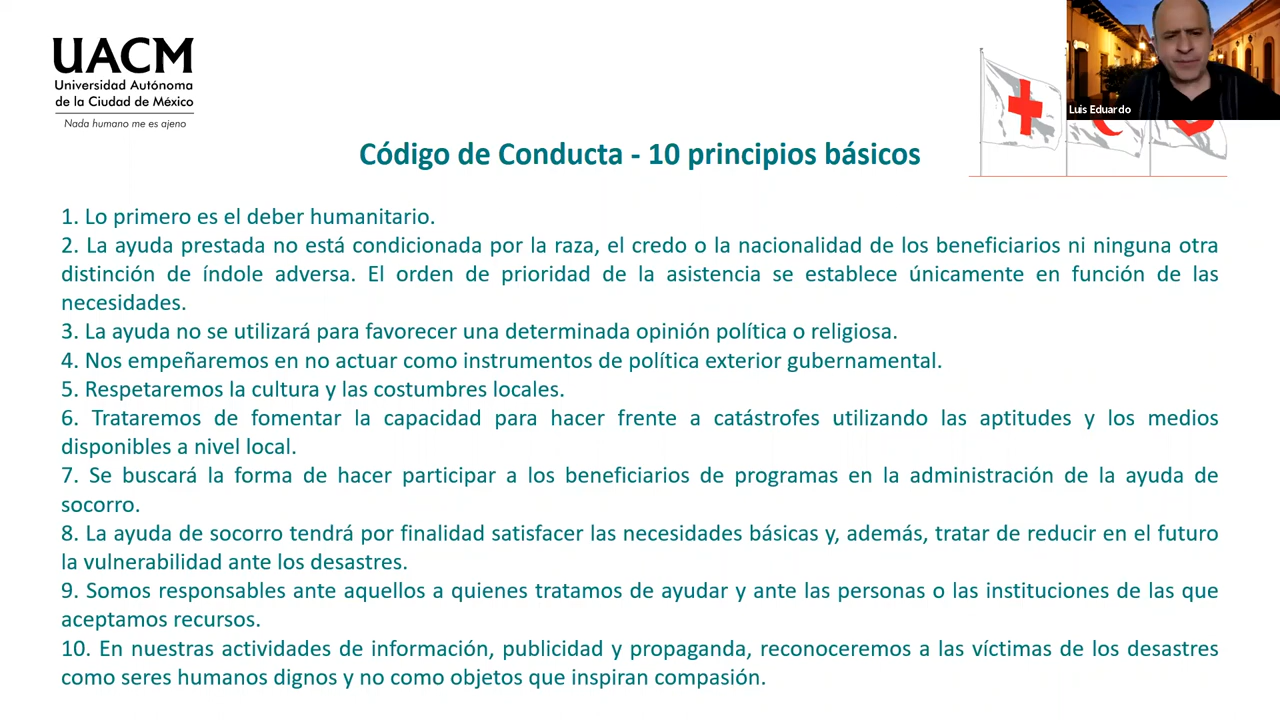 UACM
Universidad Autónoma
de la Ciudad de México
Nada humano me es ajeno
Luis Eduardo
Código de Conducta - 10 principios básicos
1. Lo primero es el deber humanitario.
2. La ayuda prestada no está condicionada por la raza, el credo o la nacionalidad de los beneficiarios ni ninguna otra
distinción de índole adversa. El orden de prioridad de la asistencia se establece únicamente en función de las
necesidades.
3. La ayuda no se utilizará para favorecer una determinada opinión política o religiosa.
4. Nos empeñaremos en no actuar como instrumentos de política exterior gubernamental.
5. Respetaremos la cultura y las costumbres locales.
6. Trataremos de fomentar la capacidad para hacer frente a catástrofes utilizando las aptitudes y los medios
disponibles a nivel local.
7. Se buscará la forma de hacer participar a los beneficiarios de programas en la administración de la ayuda de
socorro.
8. La ayuda de socorro tendrá por finalidad satisfacer las necesidades básicas y, además, tratar de reducir en el futuro
la vulnerabilidad ante los desastres.
9. Somos responsables ante aquellos a quienes tratamos de ayudar y ante las personas o las instituciones de las que
aceptamos recursos.
10. En nuestras actividades de información, publicidad y propaganda, reconoceremos a las víctimas de los desastres
como seres humanos dignos y no como objetos que inspiran compasión.